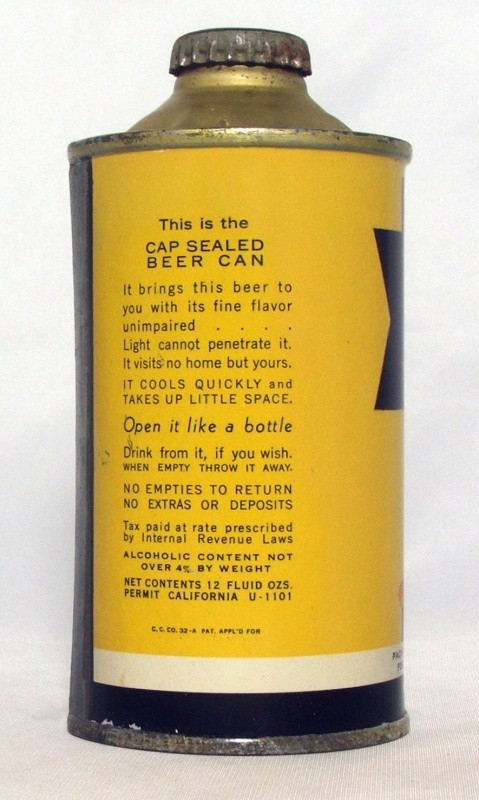 This is the
CAP SEALED
BEER CAN
It brings this beer to
you with its fine flavor
unimpaired . . . .
Light cannot penetrate it.
It visits no home but yours.
IT COOLS QUICKLY and
TAKES UP LITTLE SPACE.
Open it like a bottle
Drink from it, if you wish.
WHEN EMPTY THROW IT AWAY.
NO EMPTIES TO RETURN
NO EXTRAS OR DEPOSITS
Tax paid at rate prescribed
by Internal Revenue Laws
ALCOHOLIC CONTENT NOT
OVER 4% BY WEIGHT
NET CONTENTS 12 FLUID OZS.
PERMIT CALIFORNIA U-1101
C.C.CO. 32-A PAT. APPL'D FOR